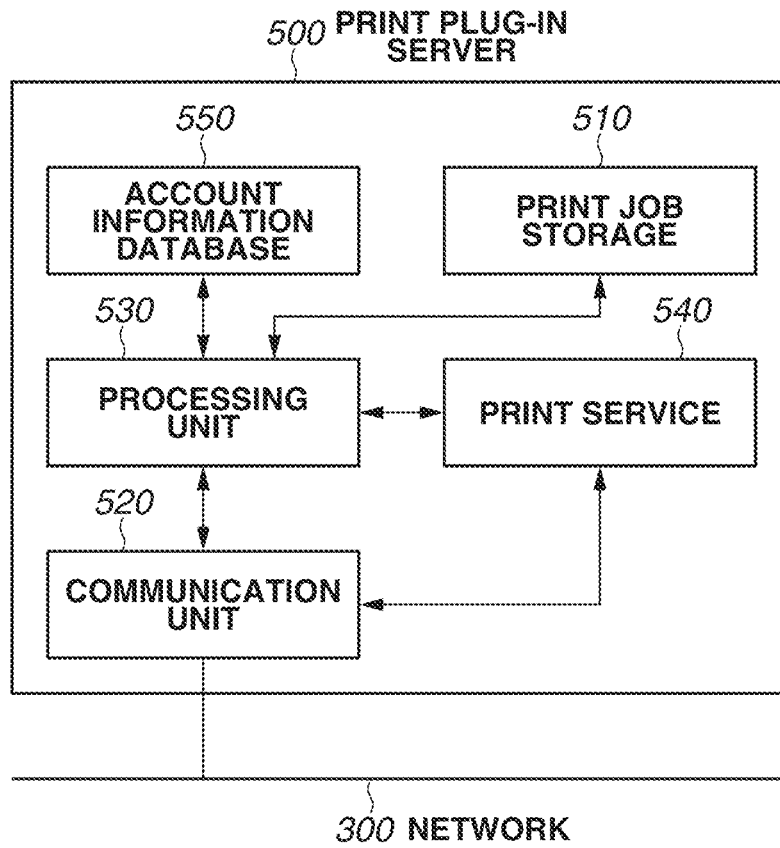 500 PRINT PLUG-IN
SERVER
550
ACCOUNT
INFORMATION
DATABASE
510
PRINT JOB
STORAGE
530
PROCESSING
UNIT
540
PRINT SERVICE
520
COMMUNICATION
UNIT
300 NETWORK